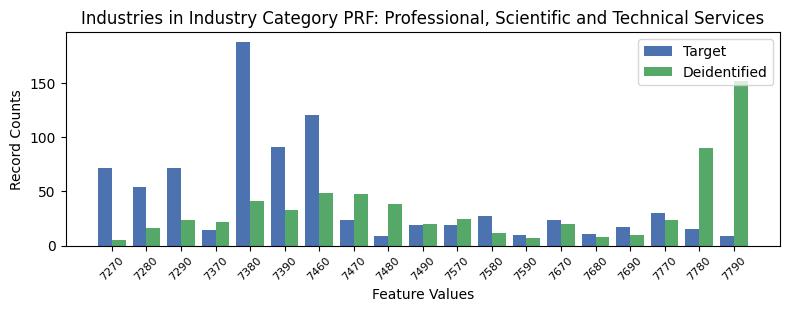 Industries in Industry Category PRF: Professional, Scientific and Technical Services
Target
Deidentified
Record Counts
150
100
50
0
7270 7280 7290 7370 7380 7390 7460 7470 7480 7490 7570 7580 7590 7670 7680 7690 7770 7780 7790
Feature Values